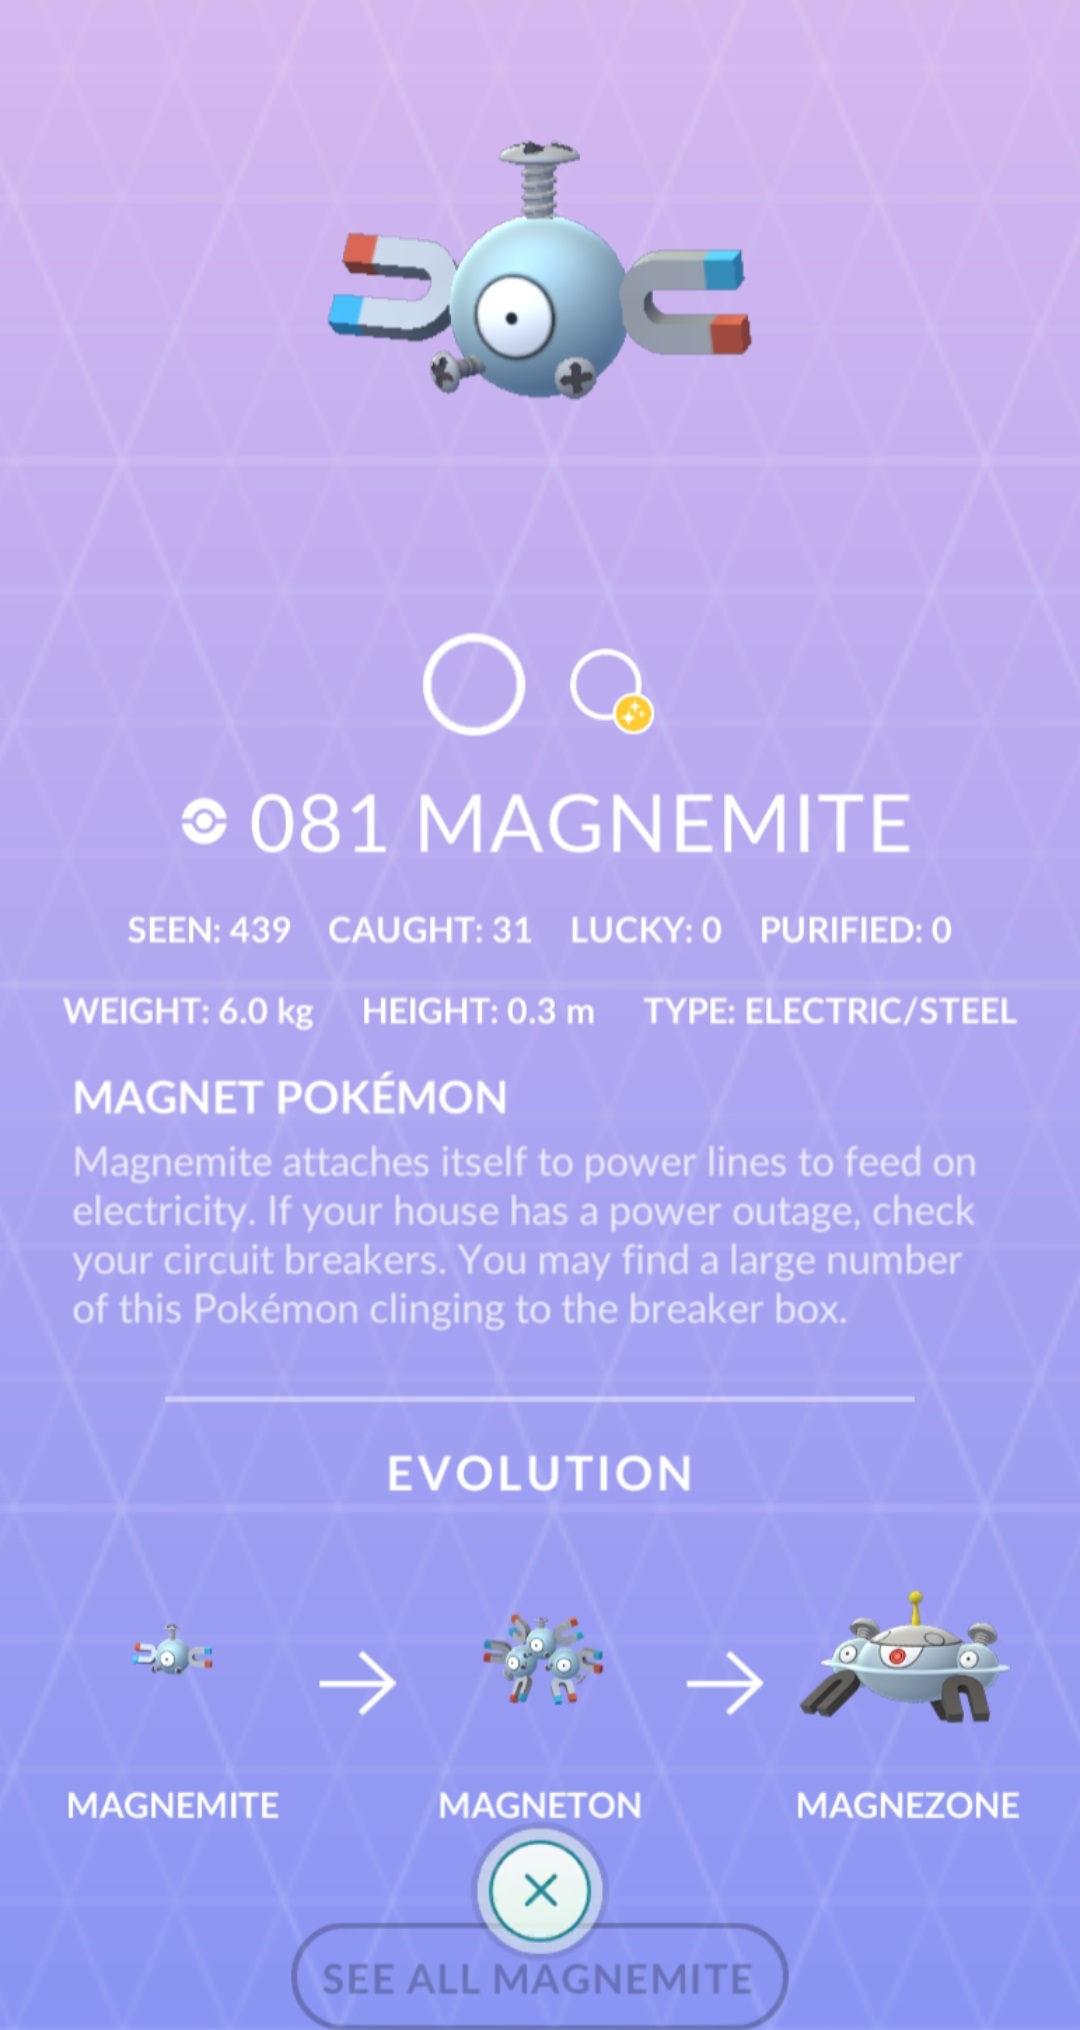 081 MAGNEMITE
SEEN: 439 CAUGHT: 31 LUCKY: 0 PURIFIED: 0
WEIGHT: 6.0 kg HEIGHT: 0.3 m TYPE: ELECTRIC/STEEL
MAGNET POKÉMON
Magnemite attaches itself to power lines to feed on
electricity. If your house has a power outage, check
your circuit breakers. You may find a large number
of this Pokémon clinging to the breaker box.
EVOLUTION
MAGNEMITE MAGNETON MAGNEZONE
SEE ALL MAGNEMITE